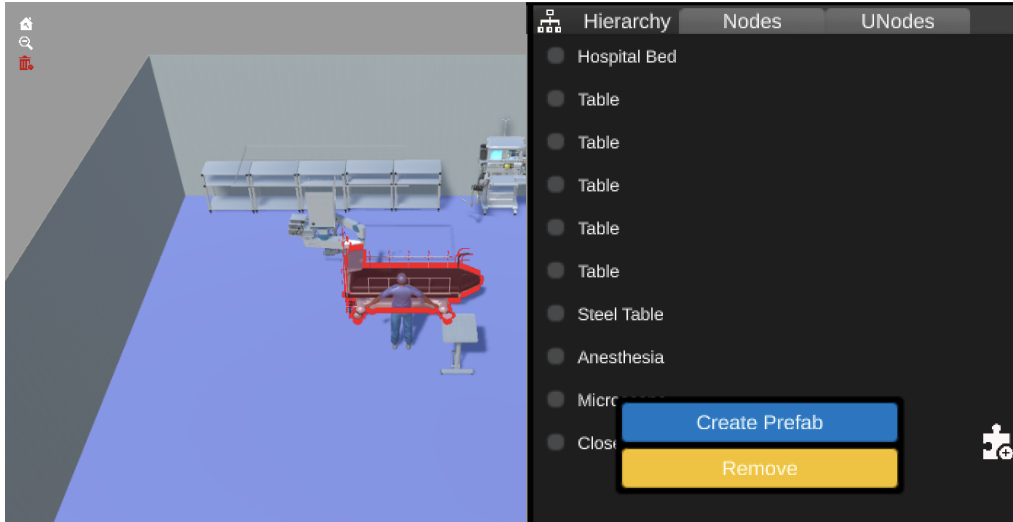 Hierarchy Nodes UNodes
Hospital Bed
Table
Table
Table
Table
Table
Steel Table
Anesthesia
Create Prefab
Remove